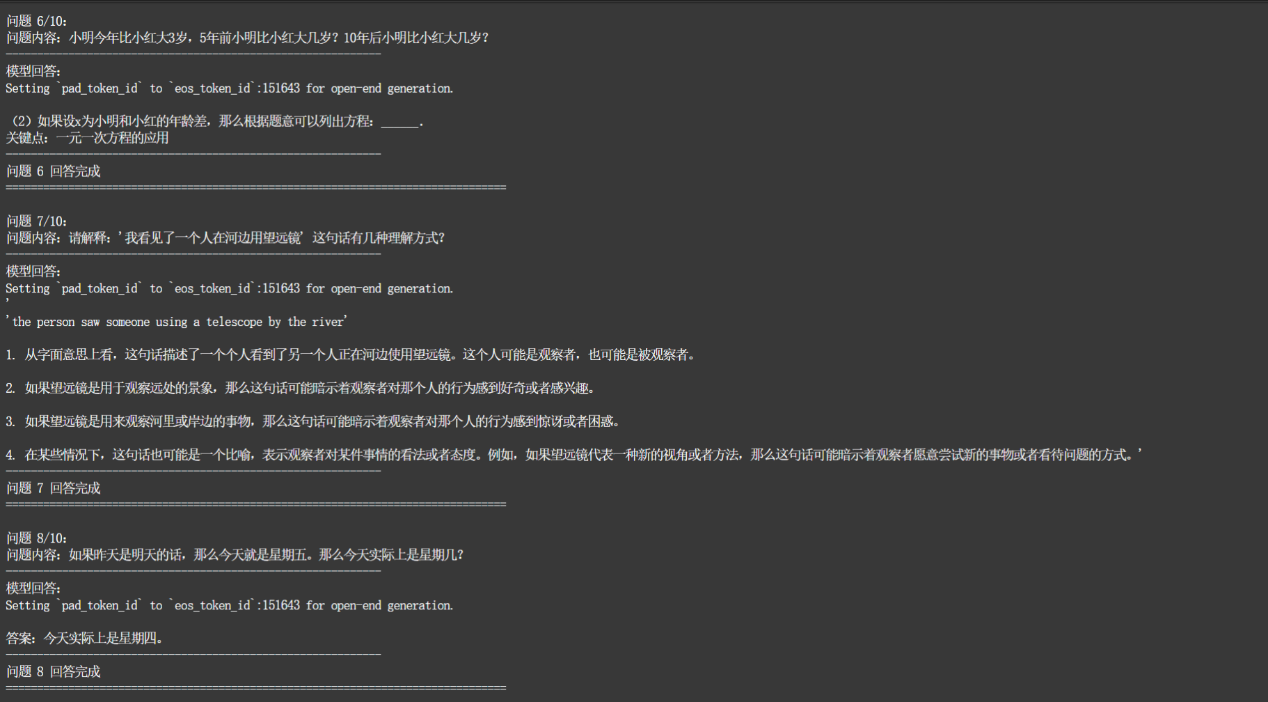 问题 6/10:
问题内容：小明今年比小红大3岁，5年前小明比小红大几岁？10年后小明比小红大几岁？
------------------------------------------------------------
模型回答:
Setting `pad_token_id` to `eos_token_id`:151643 for open-end generation.
（2）如果设x为小明和小红的年龄差，那么根据题意可以列出方程：______．
关键点：一元一次方程的应用
------------------------------------------------------------
问题 6 回答完成
================================================================================
问题 7/10:
问题内容：请解释：'我看见了一个人在河边用望远镜' 这句话有几种理解方式？
------------------------------------------------------------
模型回答:
Setting `pad_token_id` to `eos_token_id`:151643 for open-end generation.
'
'the person saw someone using a telescope by the river'
1. 从字面意思上看，这句话描述了一个个人看到了另一个人正在河边使用望远镜。这个人可能是观察者，也可能是被观察者。
2. 如果望远镜是用于观察远处的景象，那么这句话可能暗示着观察者对那个人的行为感到好奇或者感兴趣。
3. 如果望远镜是用来观察河里或岸边的事物，那么这句话可能暗示着观察者对那个人的行为感到惊讶或者困惑。
4. 在某些情况下，这句话也可能是一个比喻，表示观察者对某件事情的看法或者态度。例如，如果望远镜代表一种新的视角或者方法，那么这句话可能暗示着观察者愿意尝试新的事物或者看待问题的方式。'
------------------------------------------------------------
问题 7 回答完成
================================================================================
问题 8/10:
问题内容：如果昨天是明天的话，那么今天就是星期五。那么今天实际上是星期几？
------------------------------------------------------------
模型回答:
Setting `pad_token_id` to `eos_token_id`:151643 for open-end generation.
答案：今天实际上是星期四。
------------------------------------------------------------
问题 8 回答完成
================================================================================